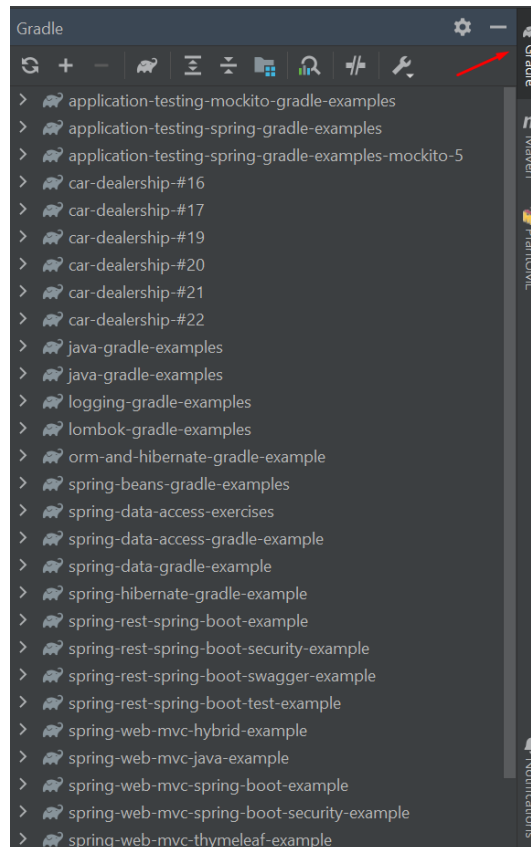 Gradle
application-testing-mockito-gradle-examples
application-testing-spring-gradle-examples
application-testing-spring-gradle-examples-mockito-5
car-dealership-#16
car-dealership-#17
car-dealership-#19
car-dealership-#20
car-dealership-#21
car-dealership-#22
java-gradle-examples
java-gradle-examples
logging-gradle-examples
lombok-gradle-examples
orm-and-hibernate-gradle-example
spring-beans-gradle-examples
spring-data-access-exercises
spring-data-access-gradle-example
spring-data-gradle-example
spring-hibernate-gradle-example
spring-rest-spring-boot-example
spring-rest-spring-boot-security-example
spring-rest-spring-boot-swagger-example
spring-rest-spring-boot-test-example
spring-web-mvc-hybrid-example
spring-web-mvc-java-example
spring-web-mvc-spring-boot-example
spring-web-mvc-spring-boot-security-example
spring-web-mvc-thymeleaf-example
Gradle
Maven
PlantUML
Notifications